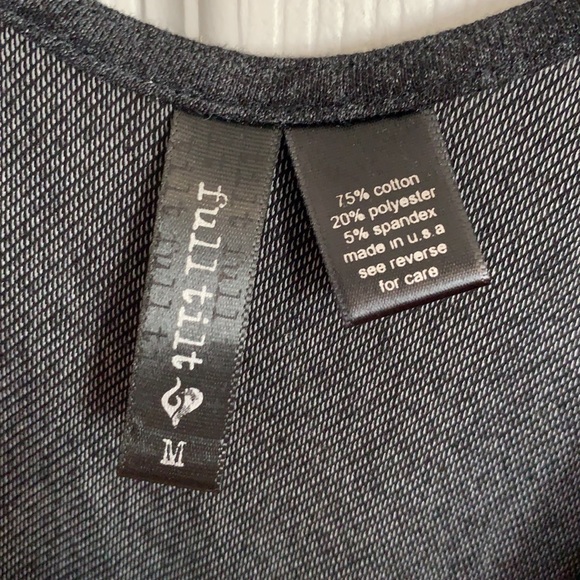 full tilt
M
75% cotton
20% polyester
5% spandex
made in u.s.a
see reverse
for care